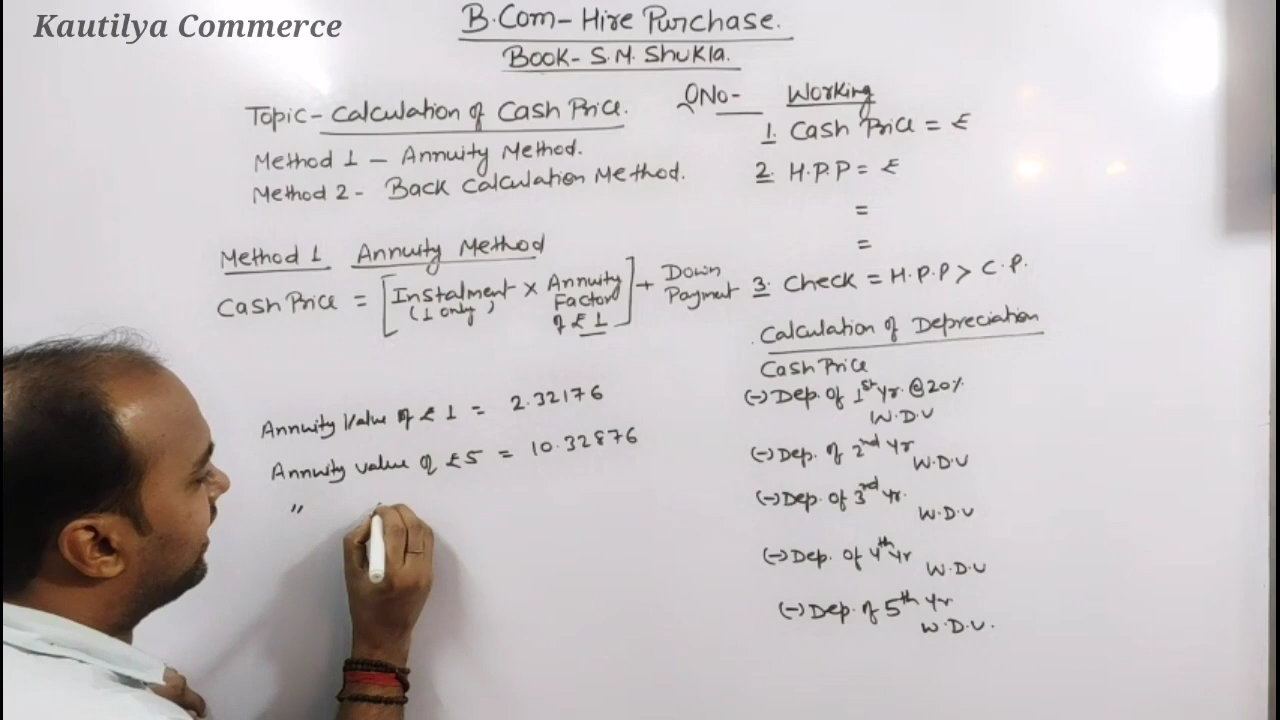 Kautilya Commerce
B.Com - Hire Purchase.
Book - S.M. Shukla.
Topic - Calculation of Cash Price.
Method 1 - Annuity Method.
Method 2 - Back Calculation Method.
Method 1 Annuity Method
Cash Price = [Instalment (1 only) × Annuity Factor of ₹ 1] + Down Payment
Annuity Value of ₹ 1 = 2.32176
Annuity value of ₹5 = 10.32876
"
QNo-
Working
1. Cash Price = ₹
2. H.P.P = ₹
=
=
3. Check = H.P.P > C.P.
Calculation of Depreciation
Cash Price
(-) Dep. of 1st Yr. @20%
W.D.V
(-) Dep. of 2nd Yr
W.D.V
(-) Dep. of 3rd Yr.
W.D.V
(-) Dep. of 4th Yr
W.D.V
(-) Dep. of 5th Yr
W.D.V.